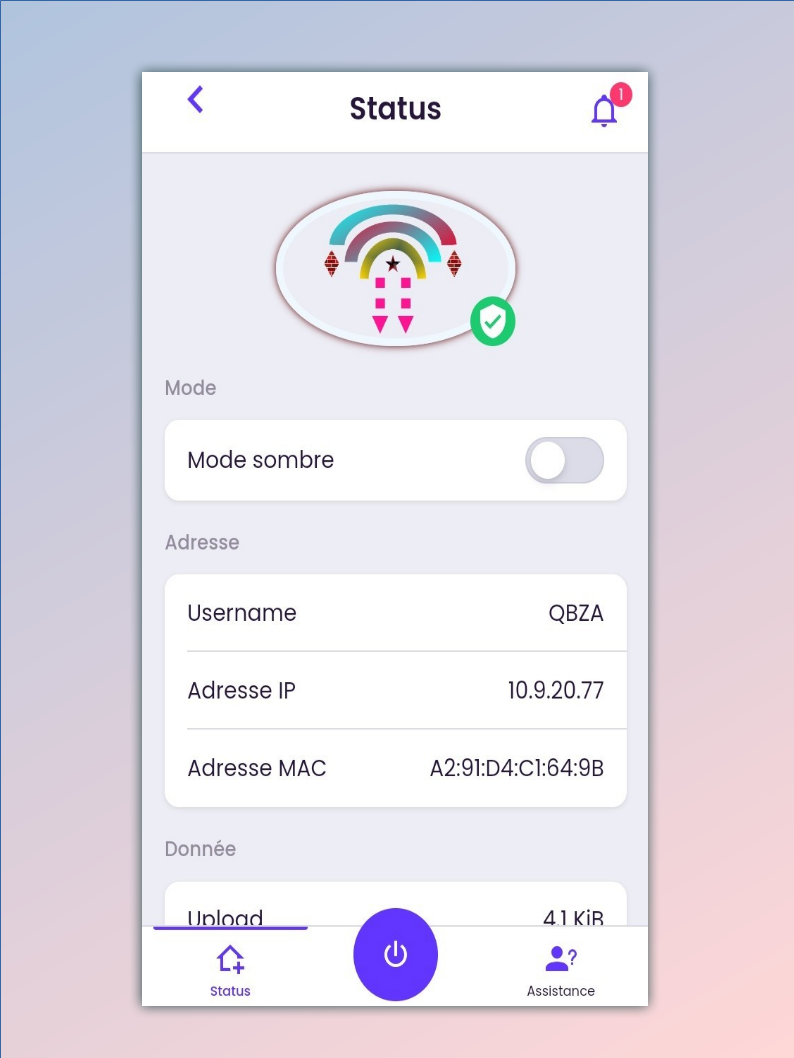 Status
1
Mode
Mode sombre
Adresse
Username QBZA
Adresse IP 10.9.20.77
Adresse MAC A2:91:D4:C1:64:9B
Donnée
Upload 4.1 KiB
Status
Assistance